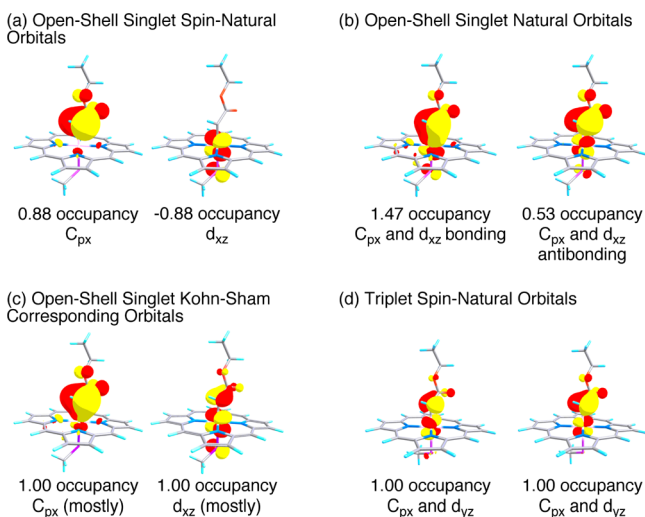 (a) Open-Shell Singlet Spin-Natural
Orbitals
0.88 occupancy
Cpx
-0.88 occupancy
dxz
(b) Open-Shell Singlet Natural Orbitals
1.47 occupancy
Cpx and dxz bonding
0.53 occupancy
Cpx and dxz
antibonding
(c) Open-Shell Singlet Kohn-Sham
Corresponding Orbitals
1.00 occupancy
Cpx (mostly)
1.00 occupancy
dxz (mostly)
(d) Triplet Spin-Natural Orbitals
1.00 occupancy
Cpx and dyz
1.00 occupancy
Cpx and dyz